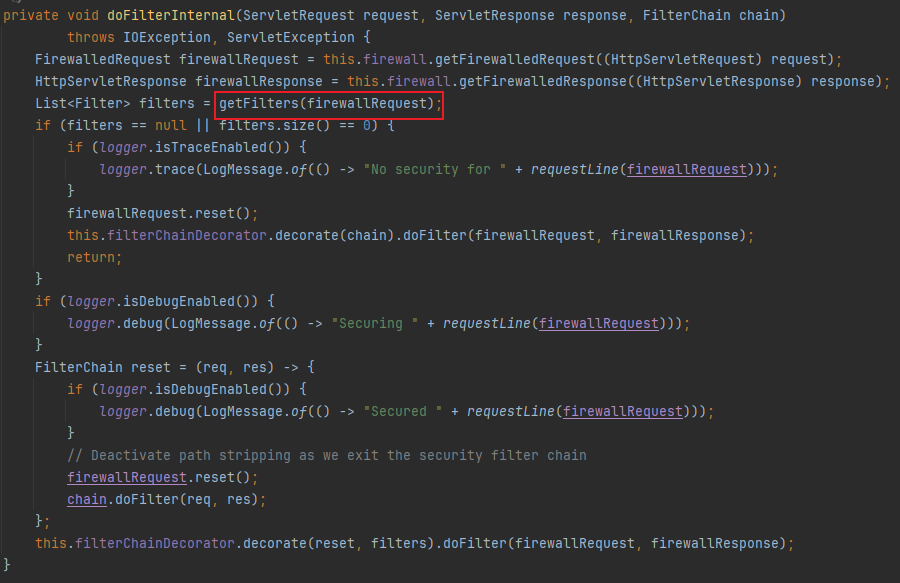 private void doFilterInternal(ServletRequest request, ServletResponse response, FilterChain chain)
        throws IOException, ServletException {
    FirewalledRequest firewallRequest = this.firewall.getFirewalledRequest((HttpServletRequest) request);
    HttpServletResponse firewallResponse = this.firewall.getFirewalledResponse((HttpServletResponse) response);
    List<Filter> filters = getFilters(firewallRequest);
    if (filters == null || filters.size() == 0) {
        if (logger.isTraceEnabled()) {
            logger.trace(LogMessage.of(() -> "No security for " + requestLine(firewallRequest)));
        }
        firewallRequest.reset();
        this.filterChainDecorator.decorate(chain).doFilter(firewallRequest, firewallResponse);
        return;
    }
    if (logger.isDebugEnabled()) {
        logger.debug(LogMessage.of(() -> "Securing " + requestLine(firewallRequest)));
    }
    FilterChain reset = (req, res) -> {
        if (logger.isDebugEnabled()) {
            logger.debug(LogMessage.of(() -> "Secured " + requestLine(firewallRequest)));
        }
        // Deactivate path stripping as we exit the security filter chain
        firewallRequest.reset();
        chain.doFilter(req, res);
    };
    this.filterChainDecorator.decorate(reset, filters).doFilter(firewallRequest, firewallResponse);
}